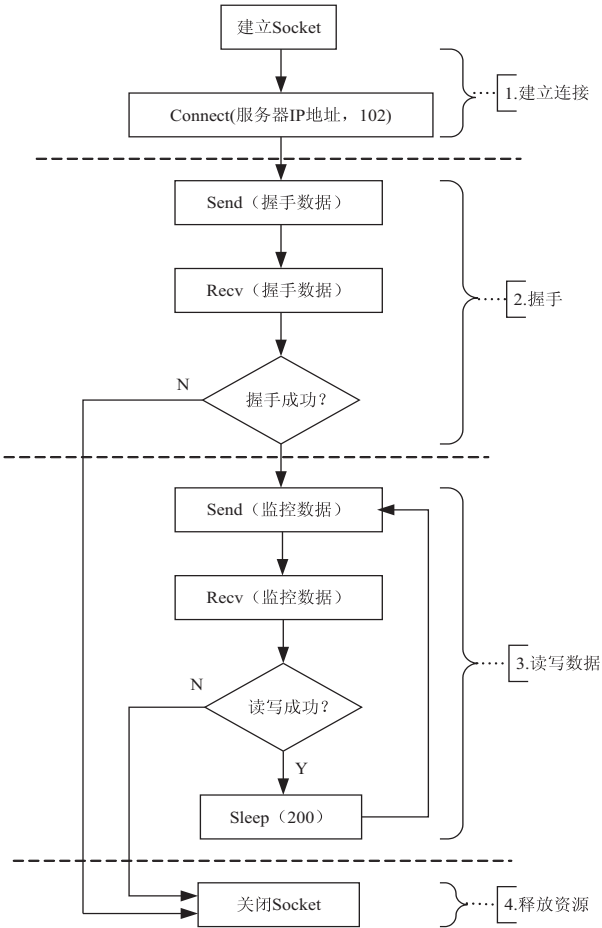 建立Socket
1.建立连接
Connect(服务器IP地址，102)
Send（握手数据）
Recv（握手数据）
2.握手
N
握手成功？
Send（监控数据）
Recv（监控数据）
3.读写数据
N
读写成功？
Y
Sleep（200）
关闭Socket
4.释放资源